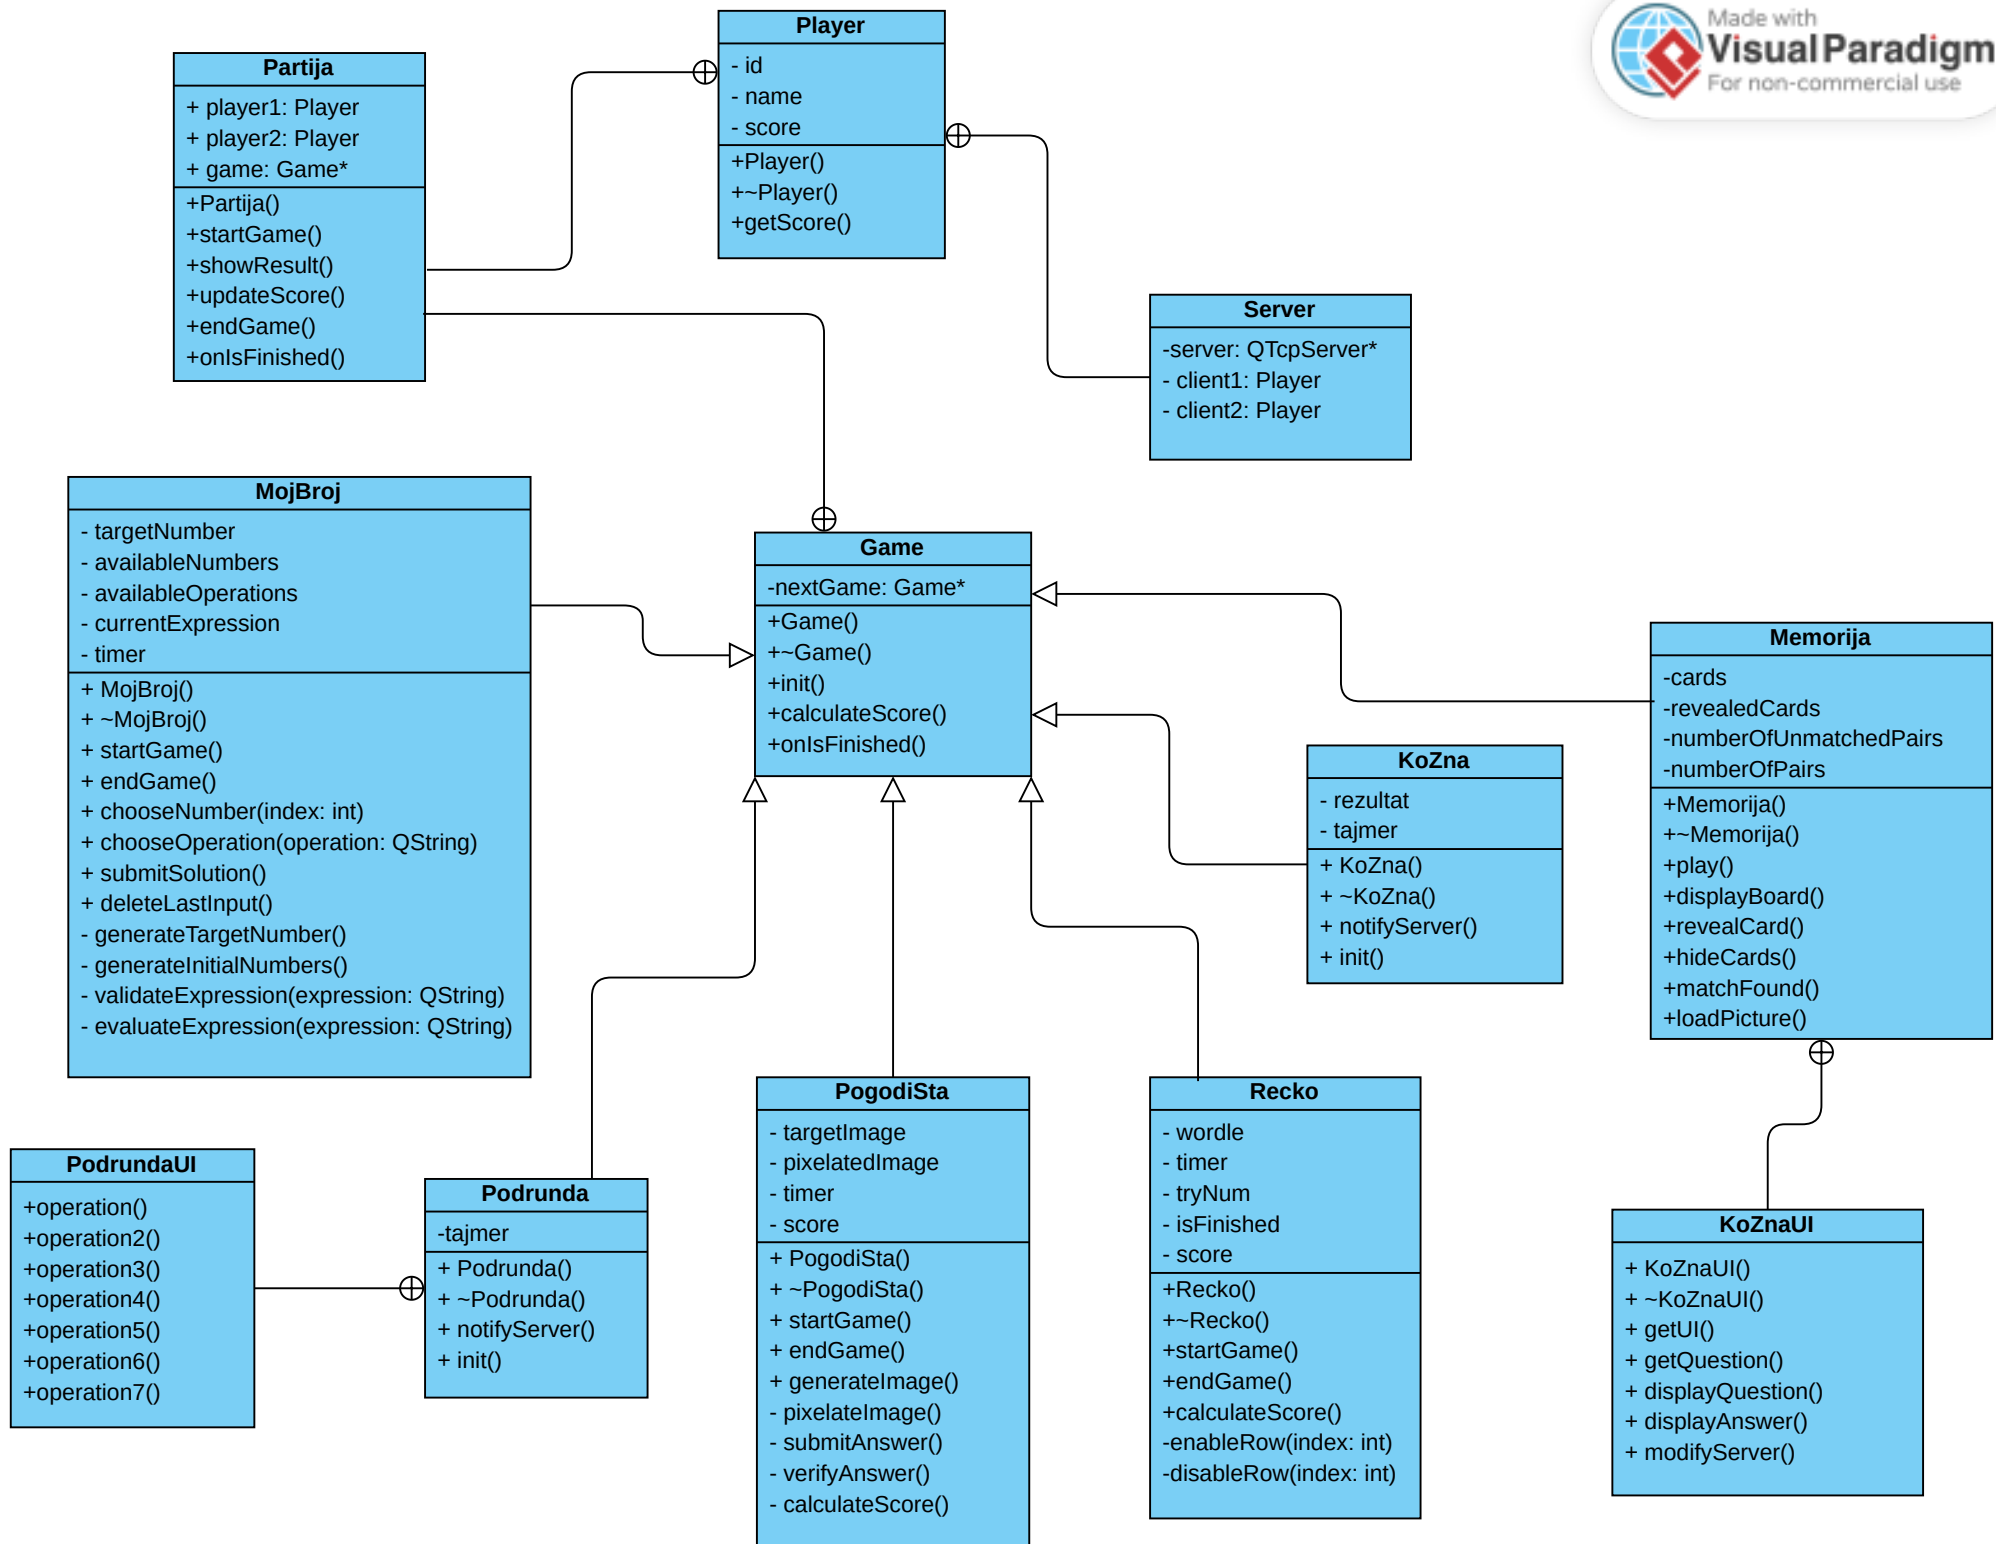 Made with
Visual Paradigm
For non-commercial use
Player
- id
- name
- score
+Player()
+~Player()
+getScore()
Partija
+ player1: Player
+ player2: Player
+ game: Game*
+Partija()
+startGame()
+showResult()
+updateScore()
+endGame()
+onIsFinished()
Server
-server: QTcpServer*
- client1: Player
- client2: Player
MojBroj
- targetNumber
- availableNumbers
- availableOperations
- currentExpression
- timer
+ MojBroj()
+ ~MojBroj()
+ startGame()
+ endGame()
+ chooseNumber(index: int)
+ chooseOperation(operation: QString)
+ submitSolution()
+ deleteLastInput()
- generateTargetNumber()
- generateInitialNumbers()
- validateExpression(expression: QString)
- evaluateExpression(expression: QString)
Game
-nextGame: Game*
+Game()
+~Game()
+init()
+calculateScore()
+onIsFinished()
Memorija
-cards
-revealedCards
-numberOfUnmatchedPairs
-numberOfPairs
+Memorija()
+~Memorija()
+play()
+displayBoard()
+revealCard()
+hideCards()
+matchFound()
+loadPicture()
KoZna
- rezultat
- tajmer
+ KoZna()
+ ~KoZna()
+ notifyServer()
+ init()
PodrundaUI
+operation()
+operation2()
+operation3()
+operation4()
+operation5()
+operation6()
+operation7()
Podrunda
-tajmer
+ Podrunda()
+ ~Podrunda()
+ notifyServer()
+ init()
PogodiSta
- targetImage
- pixelatedImage
- timer
- score
+ PogodiSta()
+ ~PogodiSta()
+ startGame()
+ endGame()
+ generateImage()
- pixelateImage()
- submitAnswer()
- verifyAnswer()
- calculateScore()
Recko
- wordle
- timer
- tryNum
- isFinished
- score
+Recko()
+~Recko()
+startGame()
+endGame()
+calculateScore()
-enableRow(index: int)
-disableRow(index: int)
KoZnaUI
+ KoZnaUI()
+ ~KoZnaUI()
+ getUI()
+ getQuestion()
+ displayQuestion()
+ displayAnswer()
+ modifyServer()